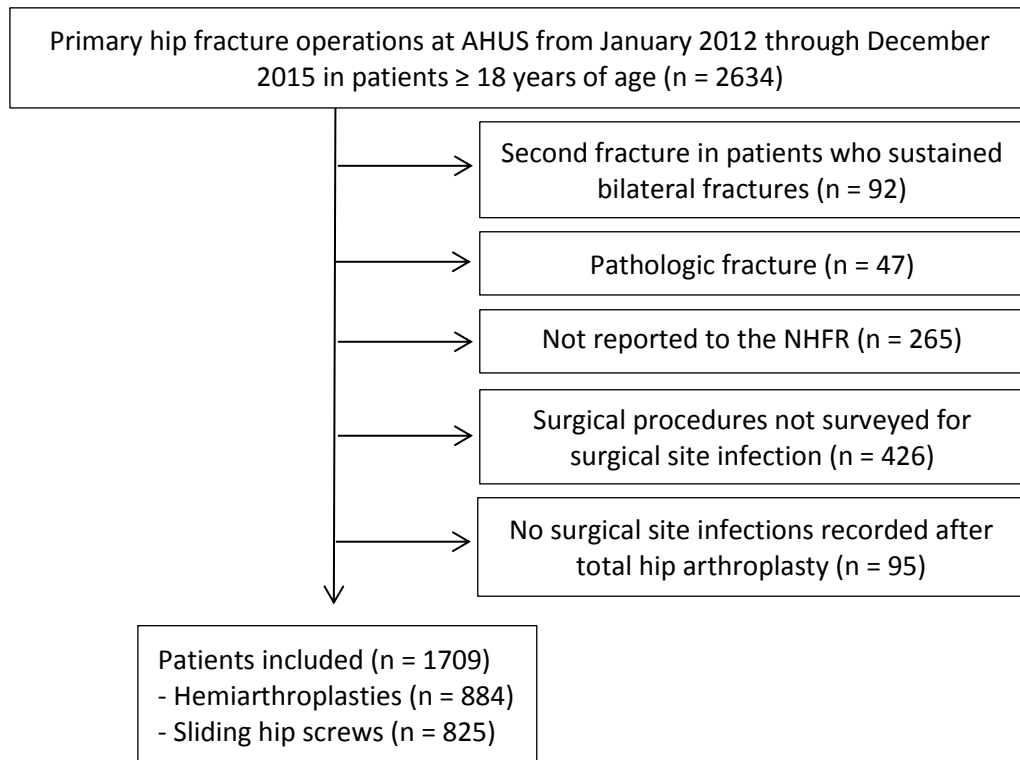 Primary hip fracture operations at AHUS from January 2012 through December
2015 in patients ≥ 18 years of age (n = 2634)
Second fracture in patients who sustained
bilateral fractures (n = 92)
Pathologic fracture (n = 47)
Not reported to the NHFR (n = 265)
Surgical procedures not surveyed for
surgical site infection (n = 426)
No surgical site infections recorded after
total hip arthroplasty (n = 95)
Patients included (n = 1709)
- Hemiarthroplasties (n = 884)
- Sliding hip screws (n = 825)